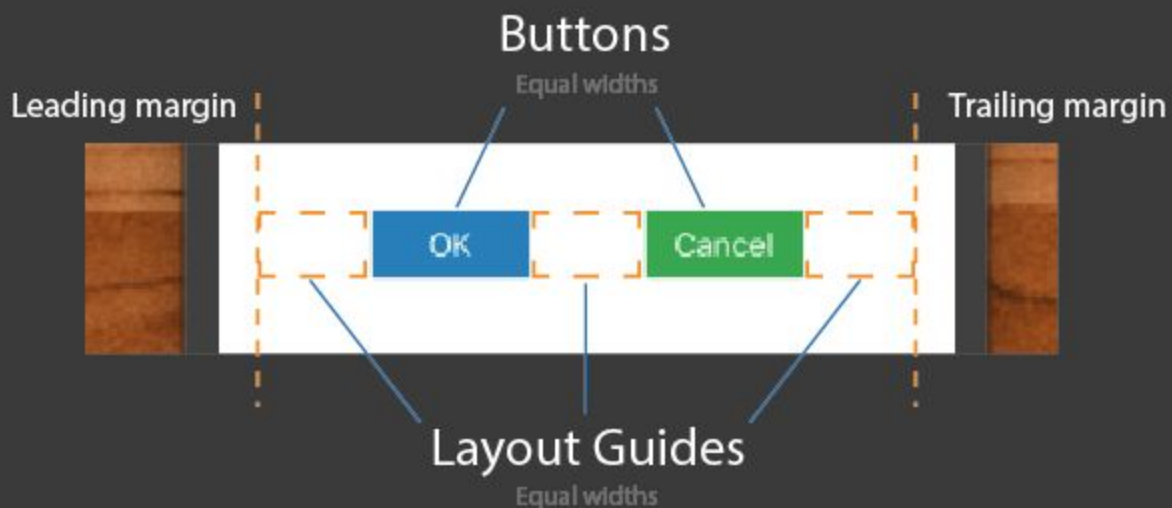 Buttons
Equal widths
Leading margin
Trailing margin
OK
Cancel
Layout Guides
Equal widths